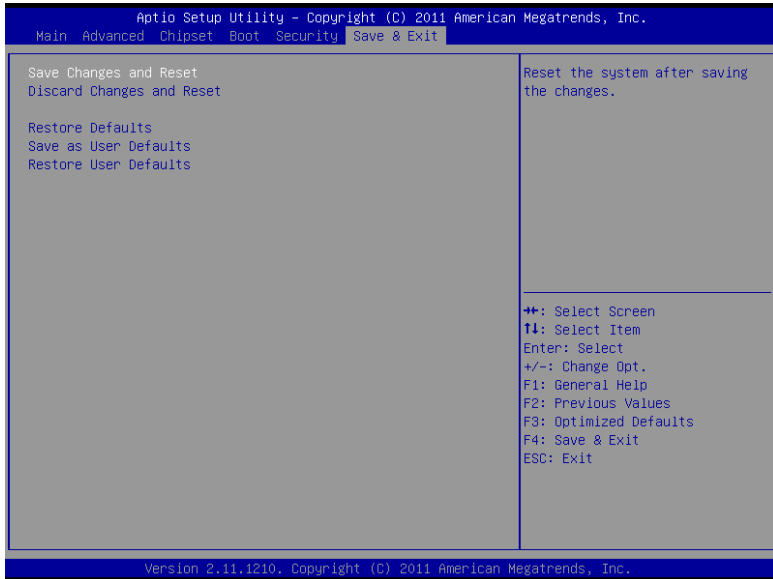 Aptio Setup Utility – Copyright (C) 2011 American Megatrends, Inc.
Main Advanced Chipset Boot Security Save & Exit
Save Changes and Reset
Discard Changes and Reset
Restore Defaults
Save as User Defaults
Restore User Defaults
Reset the system after saving
the changes.
→←: Select Screen
↑↓: Select Item
Enter: Select
+/-: Change Opt.
F1: General Help
F2: Previous Values
F3: Optimized Defaults
F4: Save & Exit
ESC: Exit
Version 2.11.1210. Copyright (C) 2011 American Megatrends, Inc.